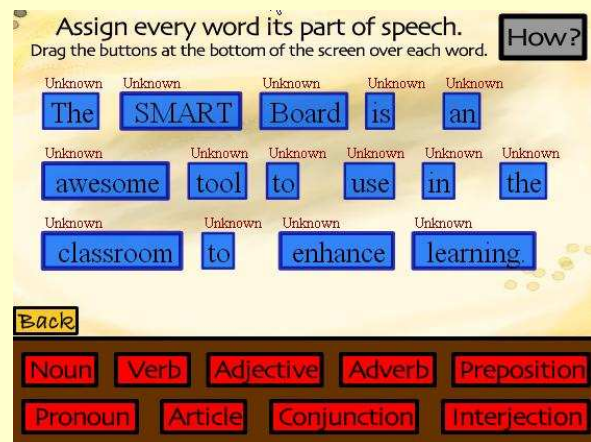 Assign every word its part of speech.
How?
Drag the buttons at the bottom of the screen over each word.
Unknown Unknown Unknown Unknown Unknown
The SMART Board is an
Unknown Unknown Unknown Unknown Unknown Unknown
awesome tool to use in the
Unknown Unknown Unknown Unknown
classroom to enhance learning.
Back
Noun Verb Adjective Adverb Preposition
Pronoun Article Conjunction Interjection